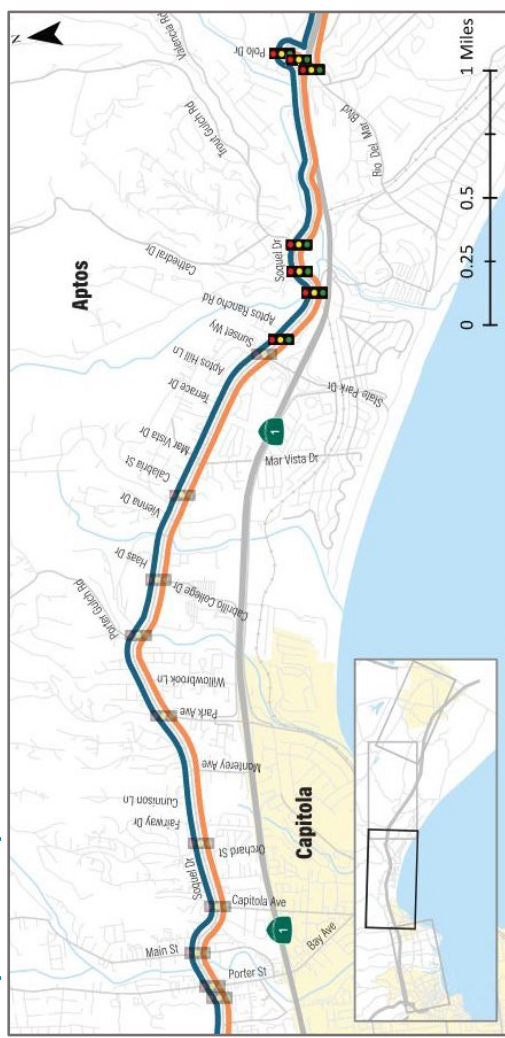 N
Polo Dr
Valencia Rd
Trout Gulch Rd
Rio Del Mar Blvd
Cathedral Dr
Soquel Dr
Aptos
Aptos Rancho Rd
Sunset Wy
Aptos Hill Ln
Terrace Dr
State Park Dr
Mar Vista Dr
1
Mar Vista Dr
Calabria St
Vienna Dr
Haas Dr
Cabrillo College Dr
Porter Gulch Rd
Willowbrook Ln
Park Ave
Monterey Ave
Cunnison Ln
Fairway Dr
Orchard St
Soquel Dr
Capitola
Capitola Ave
1
Bay Ave
Main St
Porter St
0 0.25 0.5 1 Miles